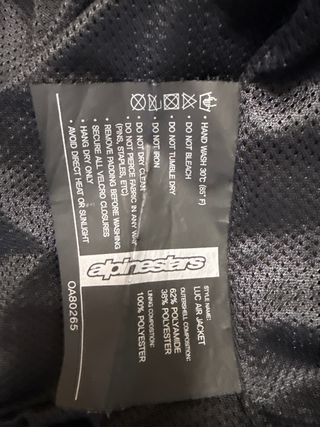 • HAND WASH 30°C (85° F)
• DO NOT BLEACH
• DO NOT TUMBLE DRY
• DO NOT IRON
• DO NOT DRY CLEAN
• DO NOT PIERCE FABRIC IN ANY WAY
(PINS, STAPLES, ETC)
• REMOVE PADDING BEFORE WASHING
• SECURE ALL VELCRO CLOSURES
• HANG DRY ONLY
• AVOID DIRECT HEAT OR SUNLIGHT
alpinestars
STYLE NAME:
LUC AIR JACKET
OUTERSHELL COMPOSITION:
62% POLYAMIDE
38% POLYESTER
LINING COMPOSITION:
100% POLYESTER
OA80265